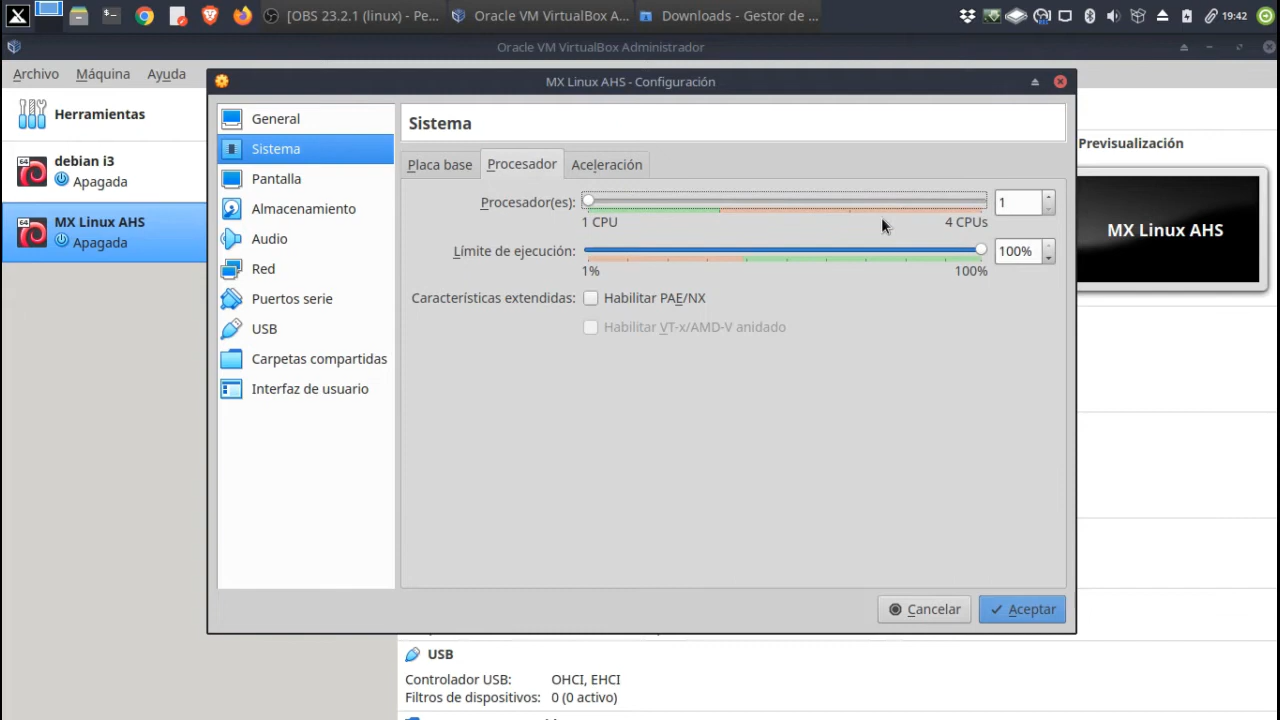 [OBS 23.2.1 (linux) - Pe...
Oracle VM VirtualBox A...
Downloads - Gestor de ...
19:42
Oracle VM VirtualBox Administrador
Archivo Máquina Ayuda
MX Linux AHS - Configuración
Herramientas
64
debian i3
Apagada
64
MX Linux AHS
Apagada
General
Sistema
Pantalla
Almacenamiento
Audio
Red
Puertos serie
USB
Carpetas compartidas
Interfaz de usuario
Sistema
Placa base Procesador Aceleración
Procesador(es): 1
1 CPU 4 CPUs
Límite de ejecución: 100%
1% 100%
Características extendidas: Habilitar PAE/NX
Habilitar VT-x/AMD-V anidado
Cancelar Aceptar
Previsualización
MX Linux AHS
USB
Controlador USB: OHCI, EHCI
Filtros de dispositivos: 0 (0 activo)